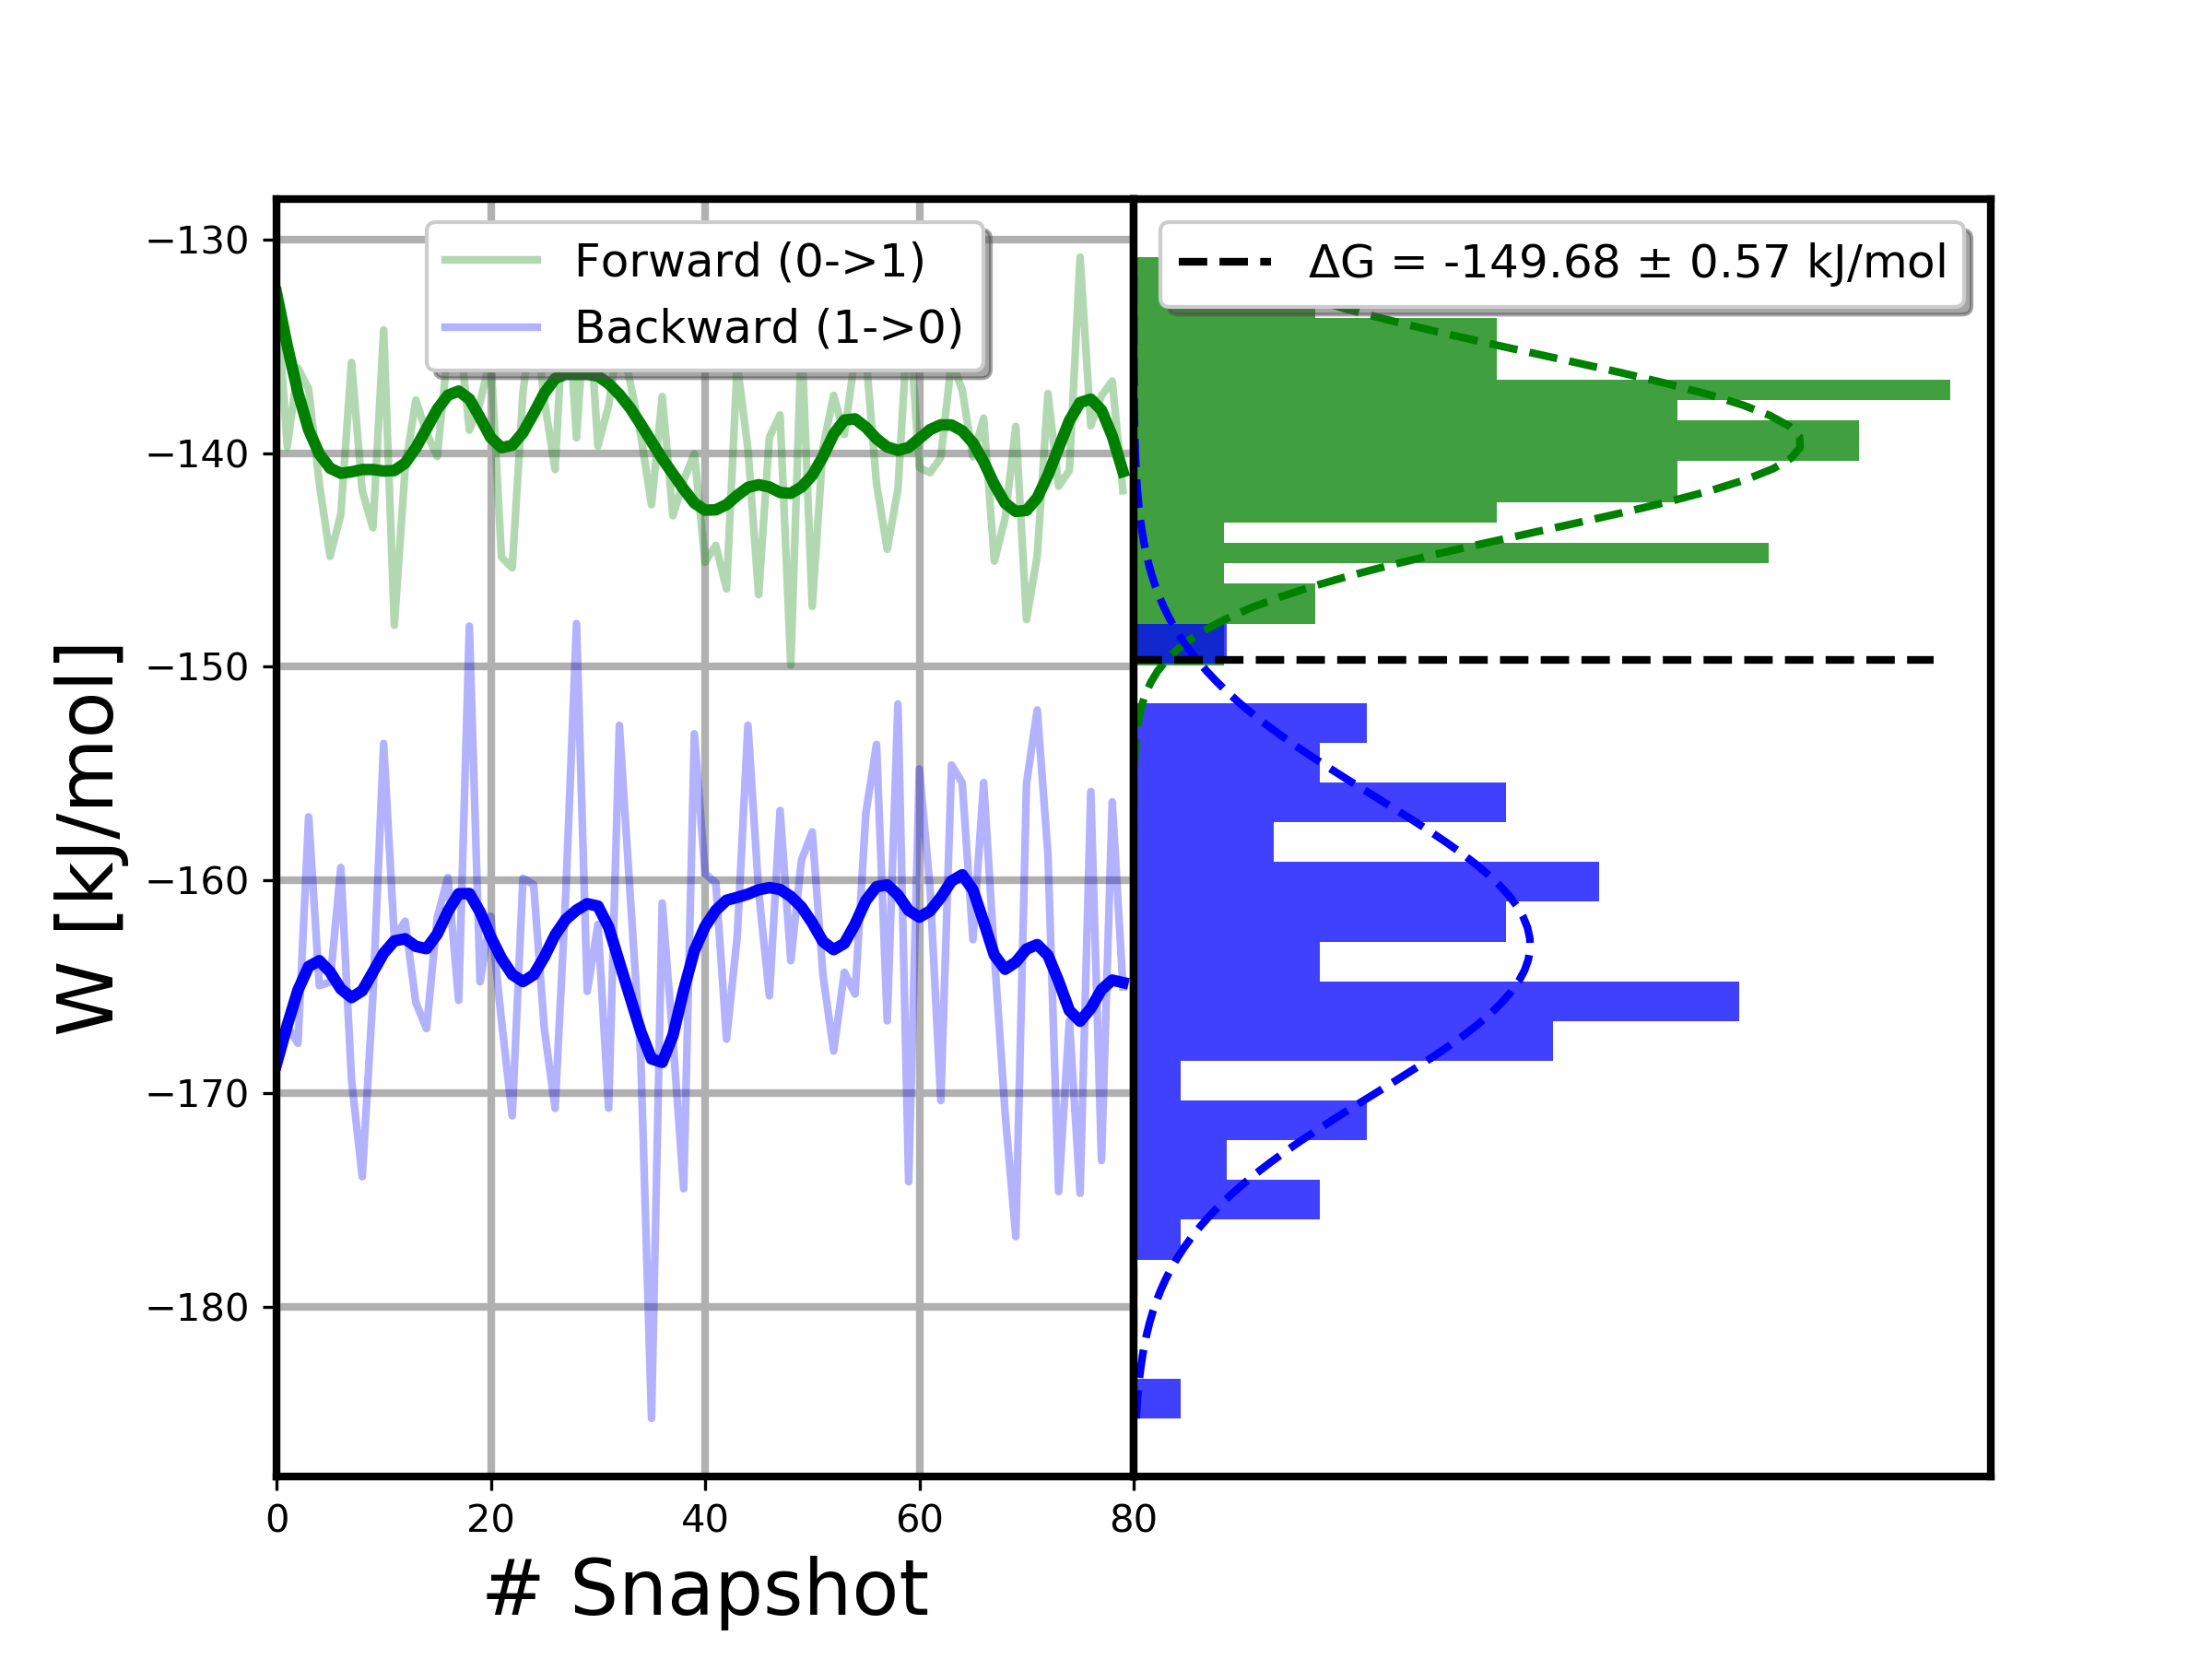 Forward (0->1)
Backward (1->0)
ΔG = -149.68 ± 0.57 kJ/mol
W [kJ/mol]
−130
−140
−150
−160
−170
−180
0 20 40 60 80
# Snapshot